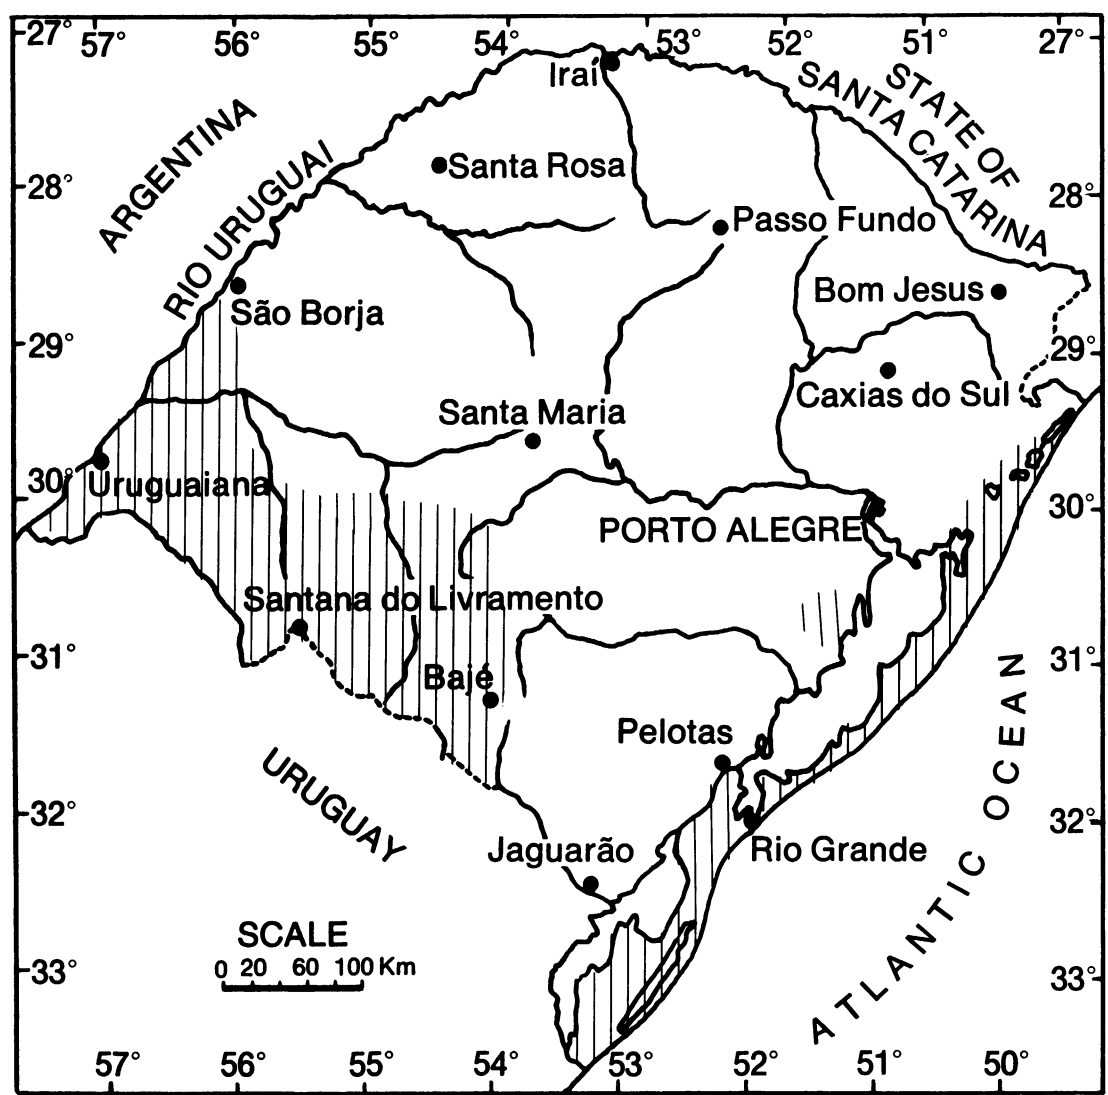 27°
57°
56°
55°
54°
53°
52°
51°
27°
Iraí
STATE OF
SANTA CATARINA
ARGENTINA
Santa Rosa
RIO URUGUAI
28°
28°
Passo Fundo
Bom Jesus
São Borja
29°
29°
Caxias do Sul
Santa Maria
30°
Uruguaiana
30°
PORTO ALEGRE
Santana do Livramento
31°
31°
Bajé
Pelotas
URUGUAY
ATLANTIC OCEAN
32°
32°
Jaguarão
Rio Grande
SCALE
0 20 60 100 Km
33°
33°
57°
56°
55°
54°
53°
52°
51°
50°